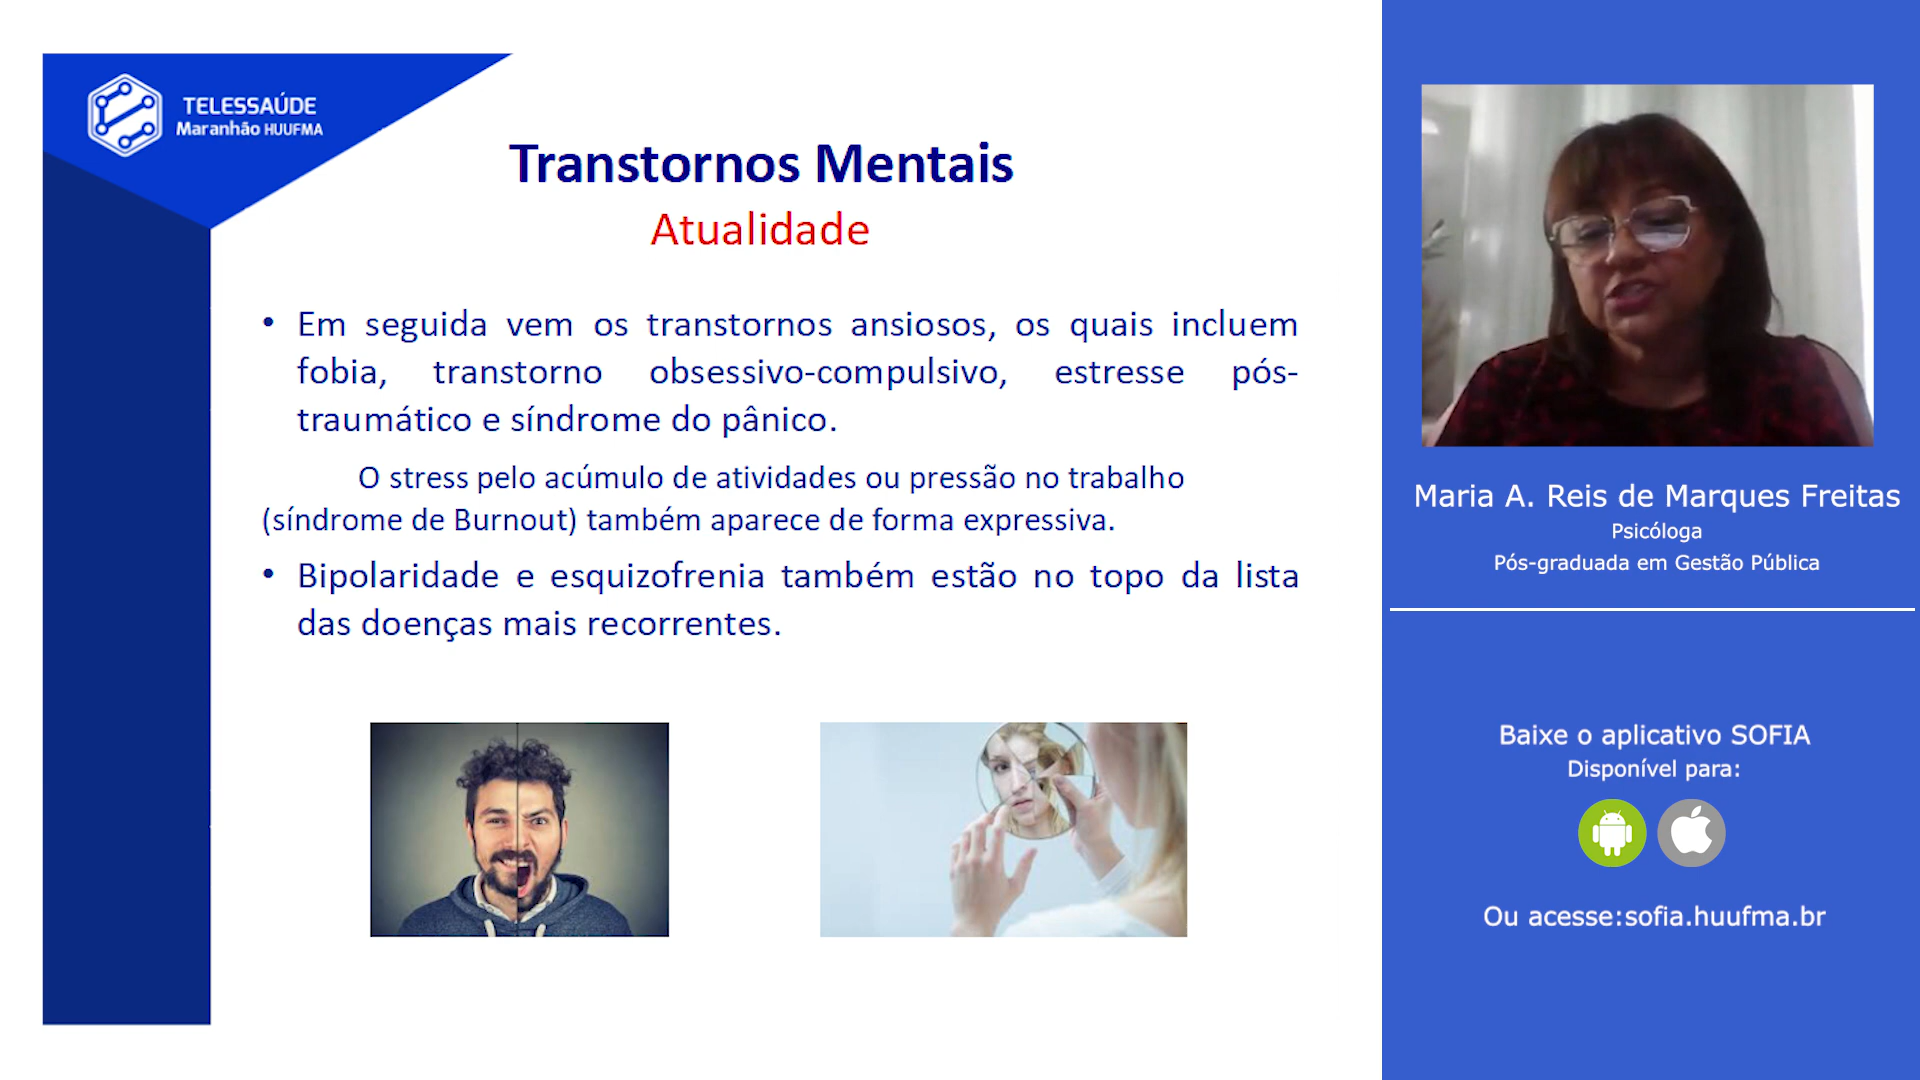 TELESSAÚDE
Maranhão HUUFMA
Transtornos Mentais
Atualidade
• Em seguida vem os transtornos ansiosos, os quais incluem
fobia, transtorno obsessivo-compulsivo, estresse pós-
traumático e síndrome do pânico.
O stress pelo acúmulo de atividades ou pressão no trabalho
(síndrome de Burnout) também aparece de forma expressiva.
• Bipolaridade e esquizofrenia também estão no topo da lista
das doenças mais recorrentes.
Maria A. Reis de Marques Freitas
Psicóloga
Pós-graduada em Gestão Pública
Baixe o aplicativo SOFIA
Disponível para:
Ou acesse:sofia.huufma.br